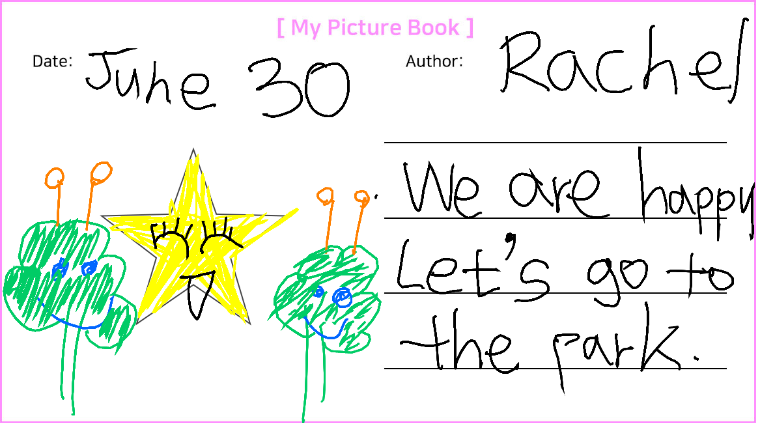 [ My Picture Book ]
Date: June 30 Author: Rachel
We are happy
Let's go to
the park.